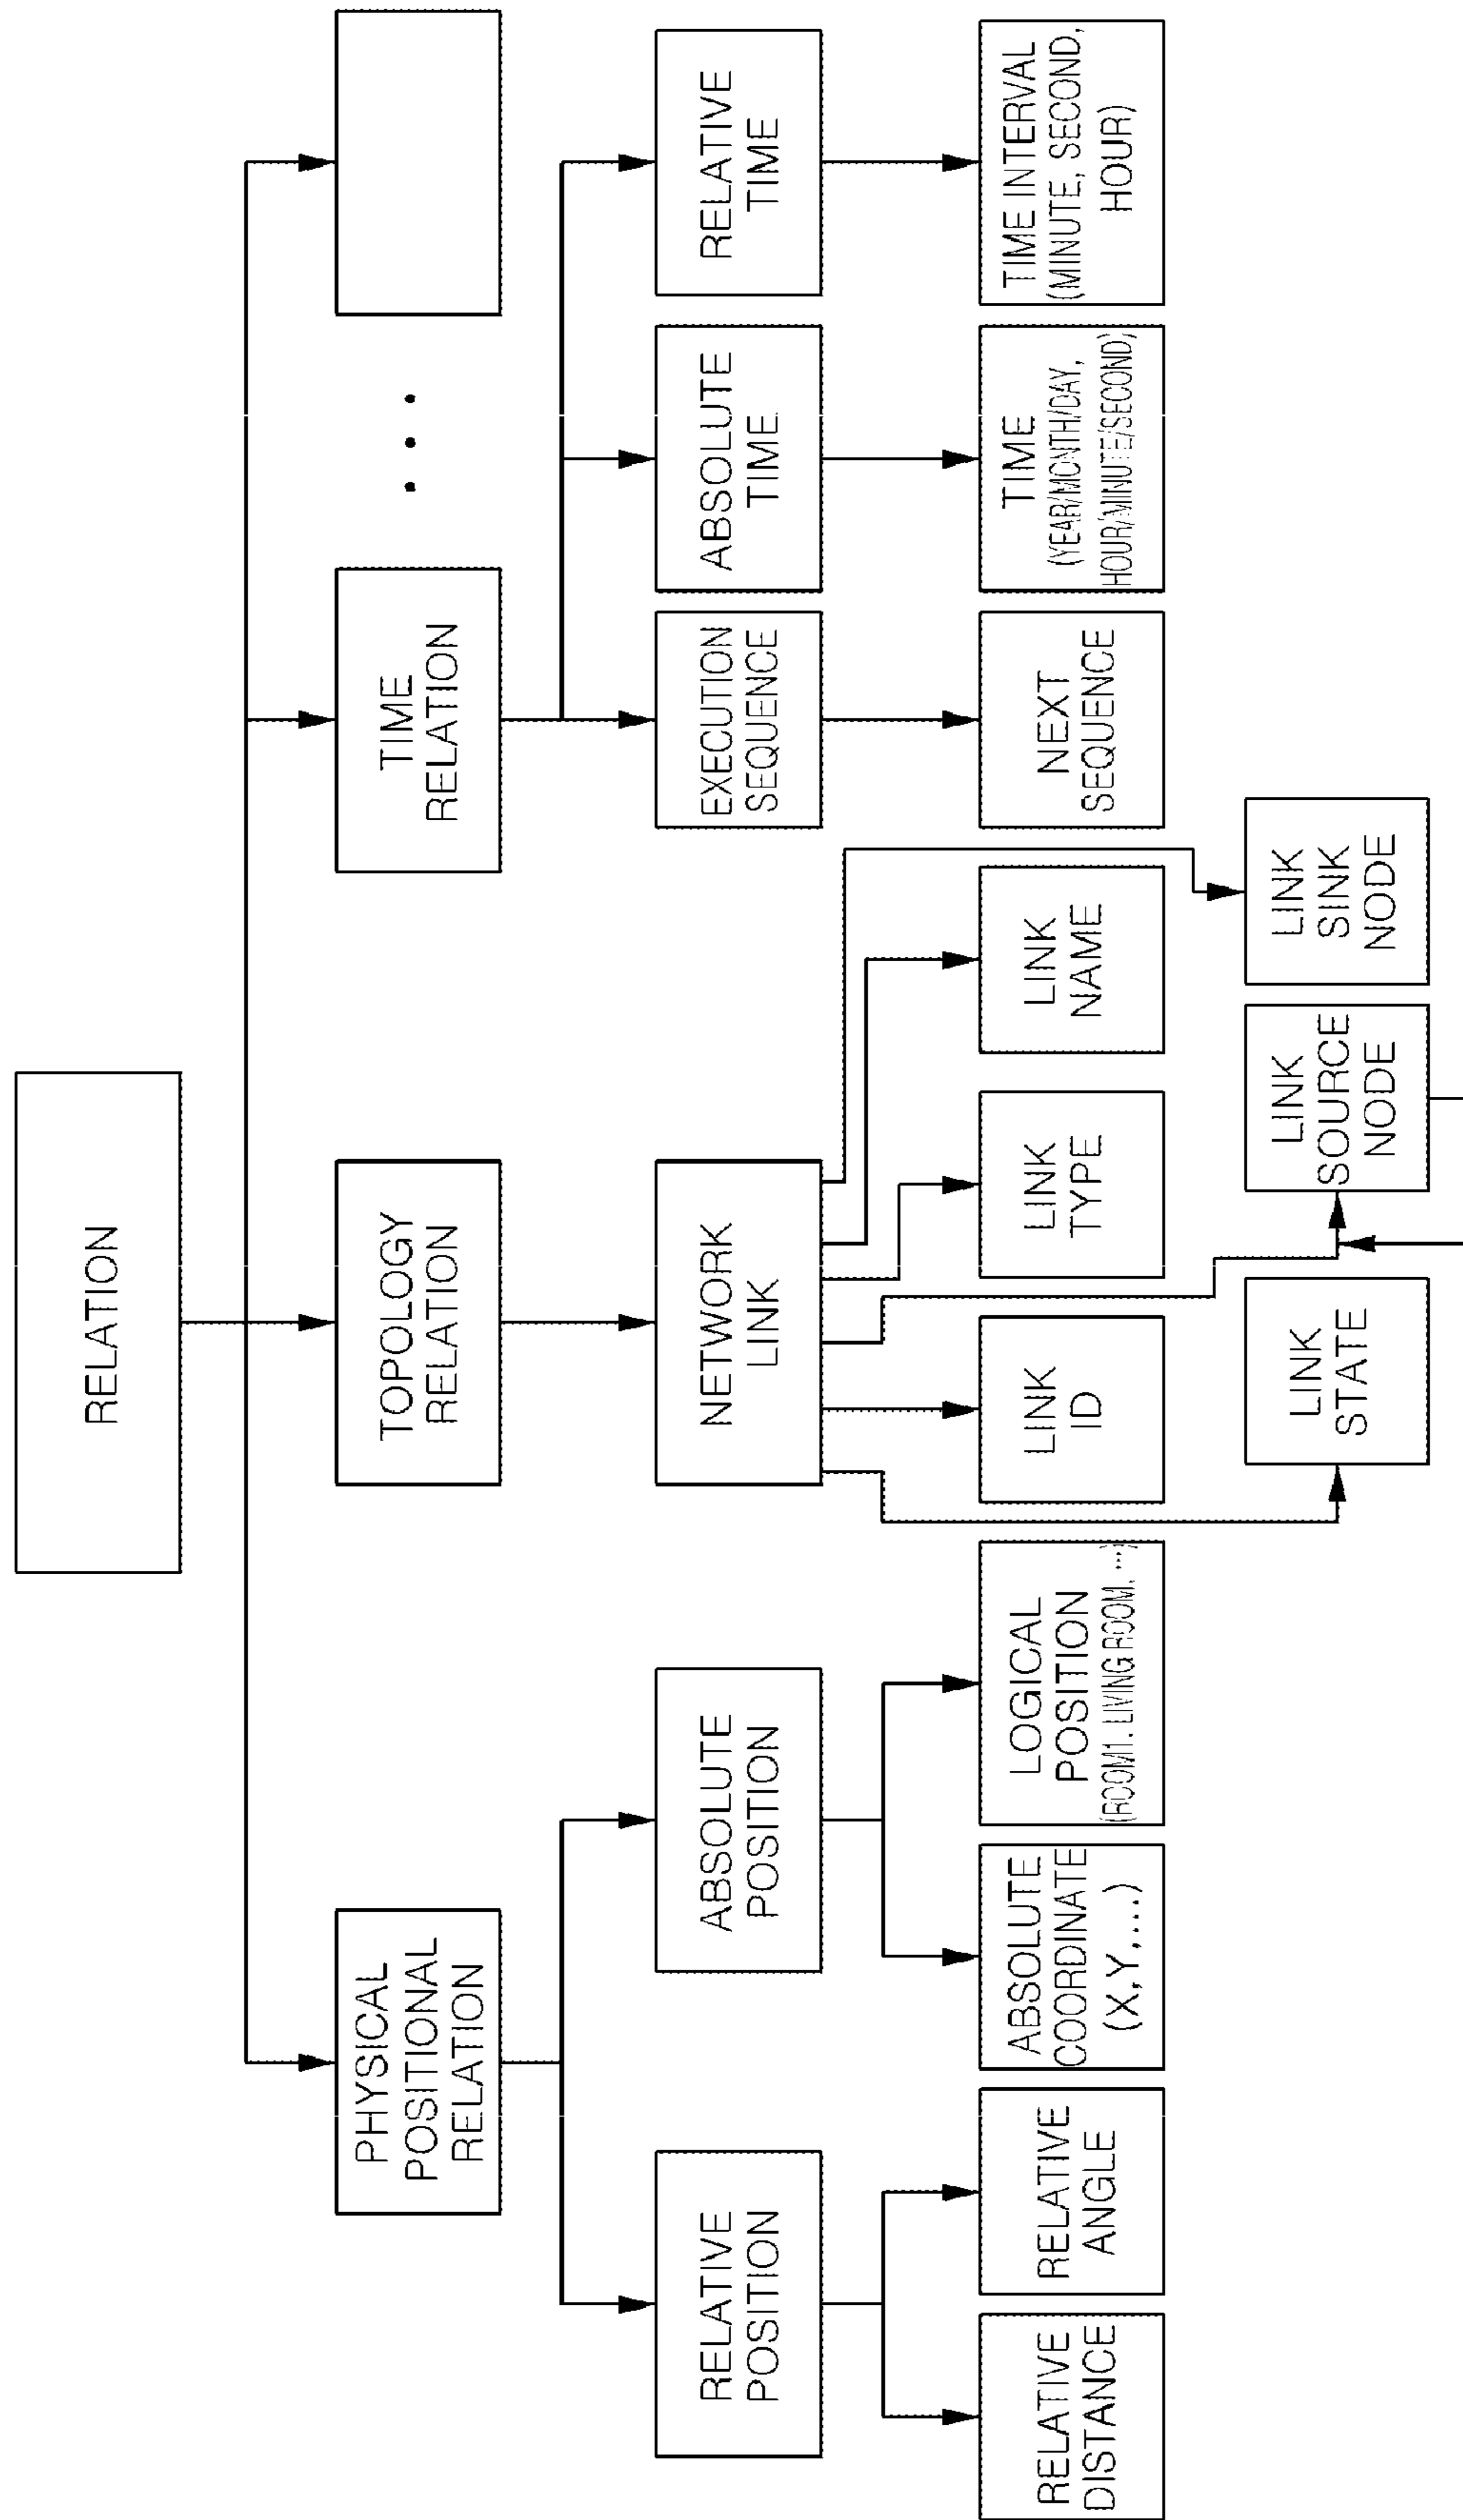 RELATION
PHYSICAL
POSITIONAL
RELATION
TOPOLOGY
RELATION
TIME
RELATION
. . .
RELATIVE
POSITION
ABSOLUTE
POSITION
NETWORK
LINK
EXECUTION
SEQUENCE
ABSOLUTE
TIME
RELATIVE
TIME
RELATIVE
DISTANCE
RELATIVE
ANGLE
ABSOLUTE
COORDINATE
(X,Y,...)
LOGICAL
POSITION
(ROOM1. LIVING ROOM. ...)
LINK
ID
LINK
TYPE
LINK
NAME
NEXT
SEQUENCE
TIME
(YEAR/MONTH/DAY,
HOUR/MINUTE/SECOND)
TIME INTERVAL
(MINUTE, SECOND,
HOUR)
LINK
STATE
LINK
SOURCE
NODE
LINK
SINK
NODE